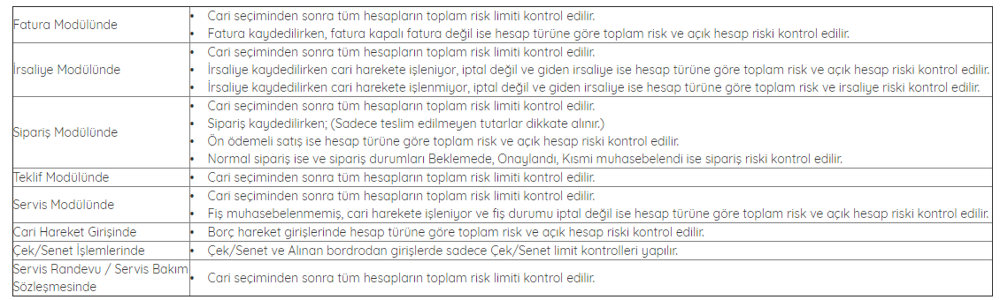 Fatura Modülünde
• Cari seçiminden sonra tüm hesapların toplam risk limiti kontrol edilir.
• Fatura kaydedilirken, fatura kapalı fatura değil ise hesap türüne göre toplam risk ve açık hesap riski kontrol edilir.
İrsaliye Modülünde
• Cari seçiminden sonra tüm hesapların toplam risk limiti kontrol edilir.
• İrsaliye kaydedilirken cari harekete işleniyor, iptal değil ve giden irsaliye ise hesap türüne göre toplam risk ve açık hesap riski kontrol edilir.
• İrsaliye kaydedilirken cari harekete işlenmiyor, iptal değil ve giden irsaliye ise hesap türüne göre toplam risk ve irsaliye riski kontrol edilir.
Sipariş Modülünde
• Cari seçiminden sonra tüm hesapların toplam risk limiti kontrol edilir.
• Sipariş kaydedilirken; (Sadece teslim edilmeyen tutarlar dikkate alınır.)
• Ön ödemeli satış ise hesap türüne göre toplam risk ve açık hesap riski kontrol edilir.
• Normal sipariş ise ve sipariş durumları Beklemede, Onaylandı, Kısmi muhasebelendi ise sipariş riski kontrol edilir.
Teklif Modülünde
• Cari seçiminden sonra tüm hesapların toplam risk limiti kontrol edilir.
Servis Modülünde
• Cari seçiminden sonra tüm hesapların toplam risk limiti kontrol edilir.
• Fiş muhasebelenmemiş, cari harekete işleniyor ve fiş durumu iptal değil ise hesap türüne göre toplam risk ve açık hesap riski kontrol edilir.
Cari Hareket Girişinde
• Borç hareket girişlerinde hesap türüne göre toplam risk ve açık hesap riski kontrol edilir.
Çek/Senet İşlemlerinde
• Çek/Senet ve Alınan bordrodan girişlerde sadece Çek/Senet limit kontrolleri yapılır.
Servis Randevu / Servis Bakım
Sözleşmesinde
• Cari seçiminden sonra tüm hesapların toplam risk limiti kontrol edilir.